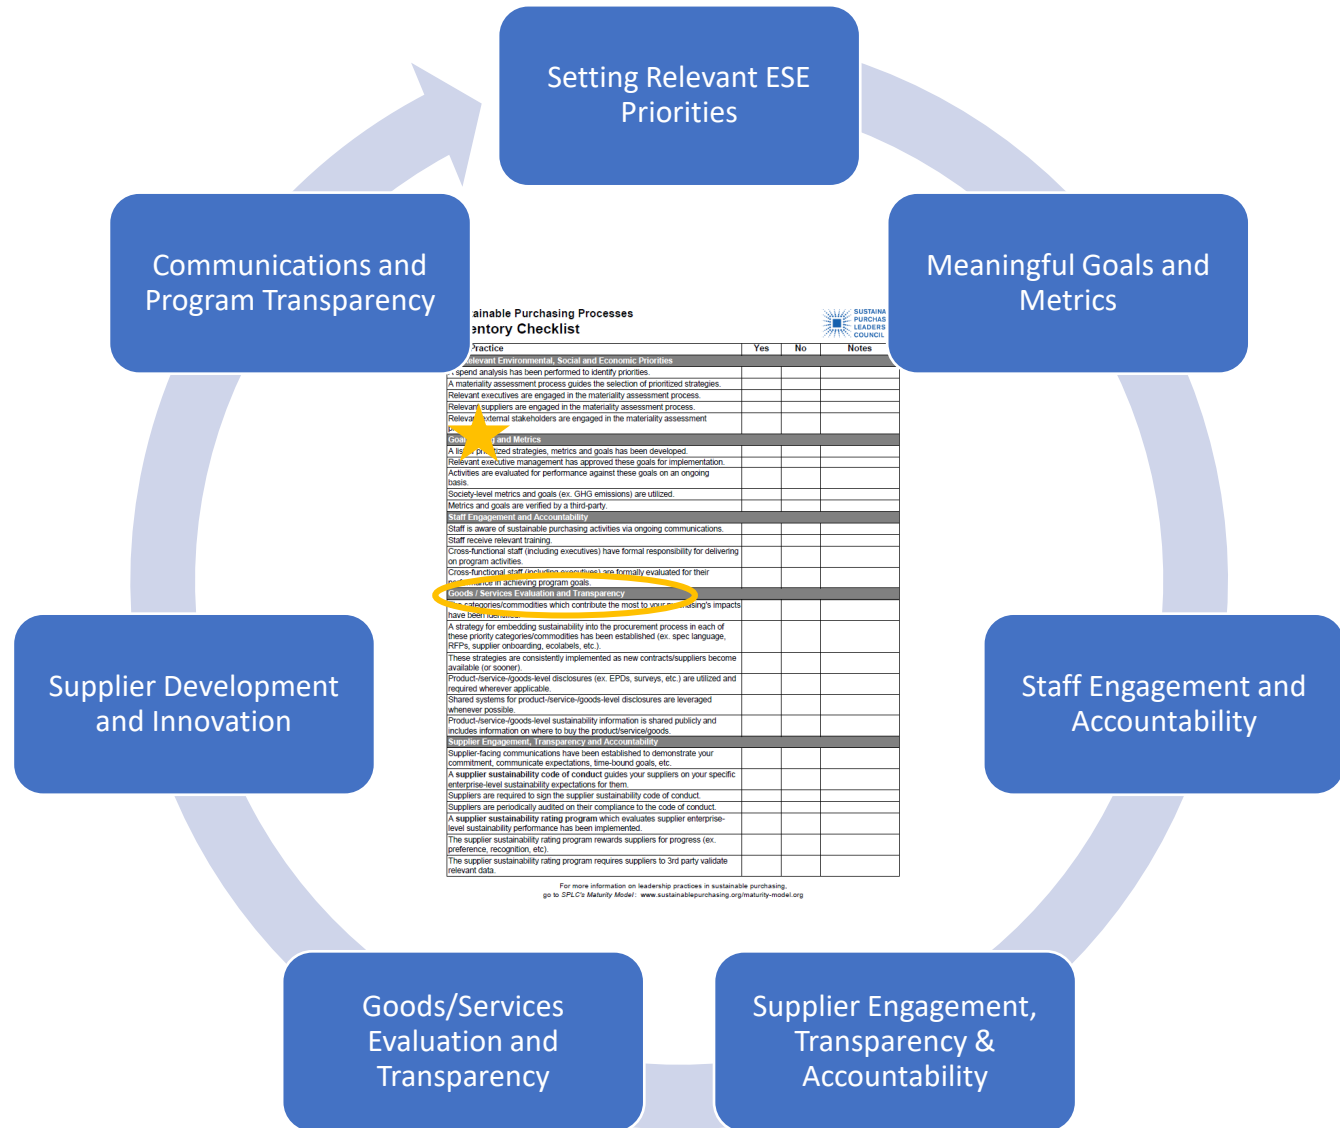 Setting Relevant ESE
Priorities
Communications and
Program Transparency
Meaningful Goals and
Metrics
Supplier Development
and Innovation
Staff Engagement and
Accountability
Goods/Services
Evaluation and
Transparency
Supplier Engagement,
Transparency &
Accountability
ainable Purchasing Processes
entory Checklist
SUSTAINA
PURCHAS
LEADERS
COUNCIL
Practice Yes No Notes
Relevant Environmental, Social and Economic Priorities
spend analysis has been performed to identify priorities.
A materiality assessment process guides the selection of prioritized strategies.
Relevant executives are engaged in the materiality assessment process.
Relevant suppliers are engaged in the materiality assessment process.
Relevant external stakeholders are engaged in the materiality assessment
and Metrics
A list prioritized strategies, metrics and goals has been developed.
Relevant executive management has approved these goals for implementation.
Activities are evaluated for performance against these goals on an ongoing
basis.
Society-level metrics and goals (ex. GHG emissions) are utilized.
Metrics and goals are verified by a third-party.
Staff Engagement and Accountability
Staff is aware of sustainable purchasing activities via ongoing communications.
Staff receive relevant training.
Cross-functional staff (including executives) have formal responsibility for delivering
on program activities.
Cross-functional staff (including executives) are formally evaluated for their
performance in achieving program goals.
Goods / Services Evaluation and Transparency
categories/commodities which contribute the most to your purchasing's impacts
have been identified.
A strategy for embedding sustainability into the procurement process in each of
these priority categories/commodities has been established (ex. spec language,
RFPs, supplier onboarding, ecolabels, etc.).
These strategies are consistently implemented as new contracts/suppliers become
available (or sooner).
Product-/service-/goods-level disclosures (ex. EPDs, surveys, etc.) are utilized and
required wherever applicable.
Shared systems for product-/service-/goods-level disclosures are leveraged
whenever possible.
Product-/service-/goods-level sustainability information is shared publicly and
includes information on where to buy the product/service/goods.
Supplier Engagement, Transparency and Accountability
Supplier-facing communications have been established to demonstrate your
commitment, communicate expectations, time-bound goals, etc.
A supplier sustainability code of conduct guides your suppliers on your specific
enterprise-level sustainability expectations for them.
Suppliers are required to sign the supplier sustainability code of conduct.
Suppliers are periodically audited on their compliance to the code of conduct.
A supplier sustainability rating program which evaluates supplier enterprise-
level sustainability performance has been implemented.
The supplier sustainability rating program rewards suppliers for progress (ex.
preference, recognition, etc).
The supplier sustainability rating program requires suppliers to 3rd party validate
relevant data.
For more information on leadership practices in sustainable purchasing,
go to SPLC's Maturity Model: www.sustainablepurchasing.org/maturity-model.org